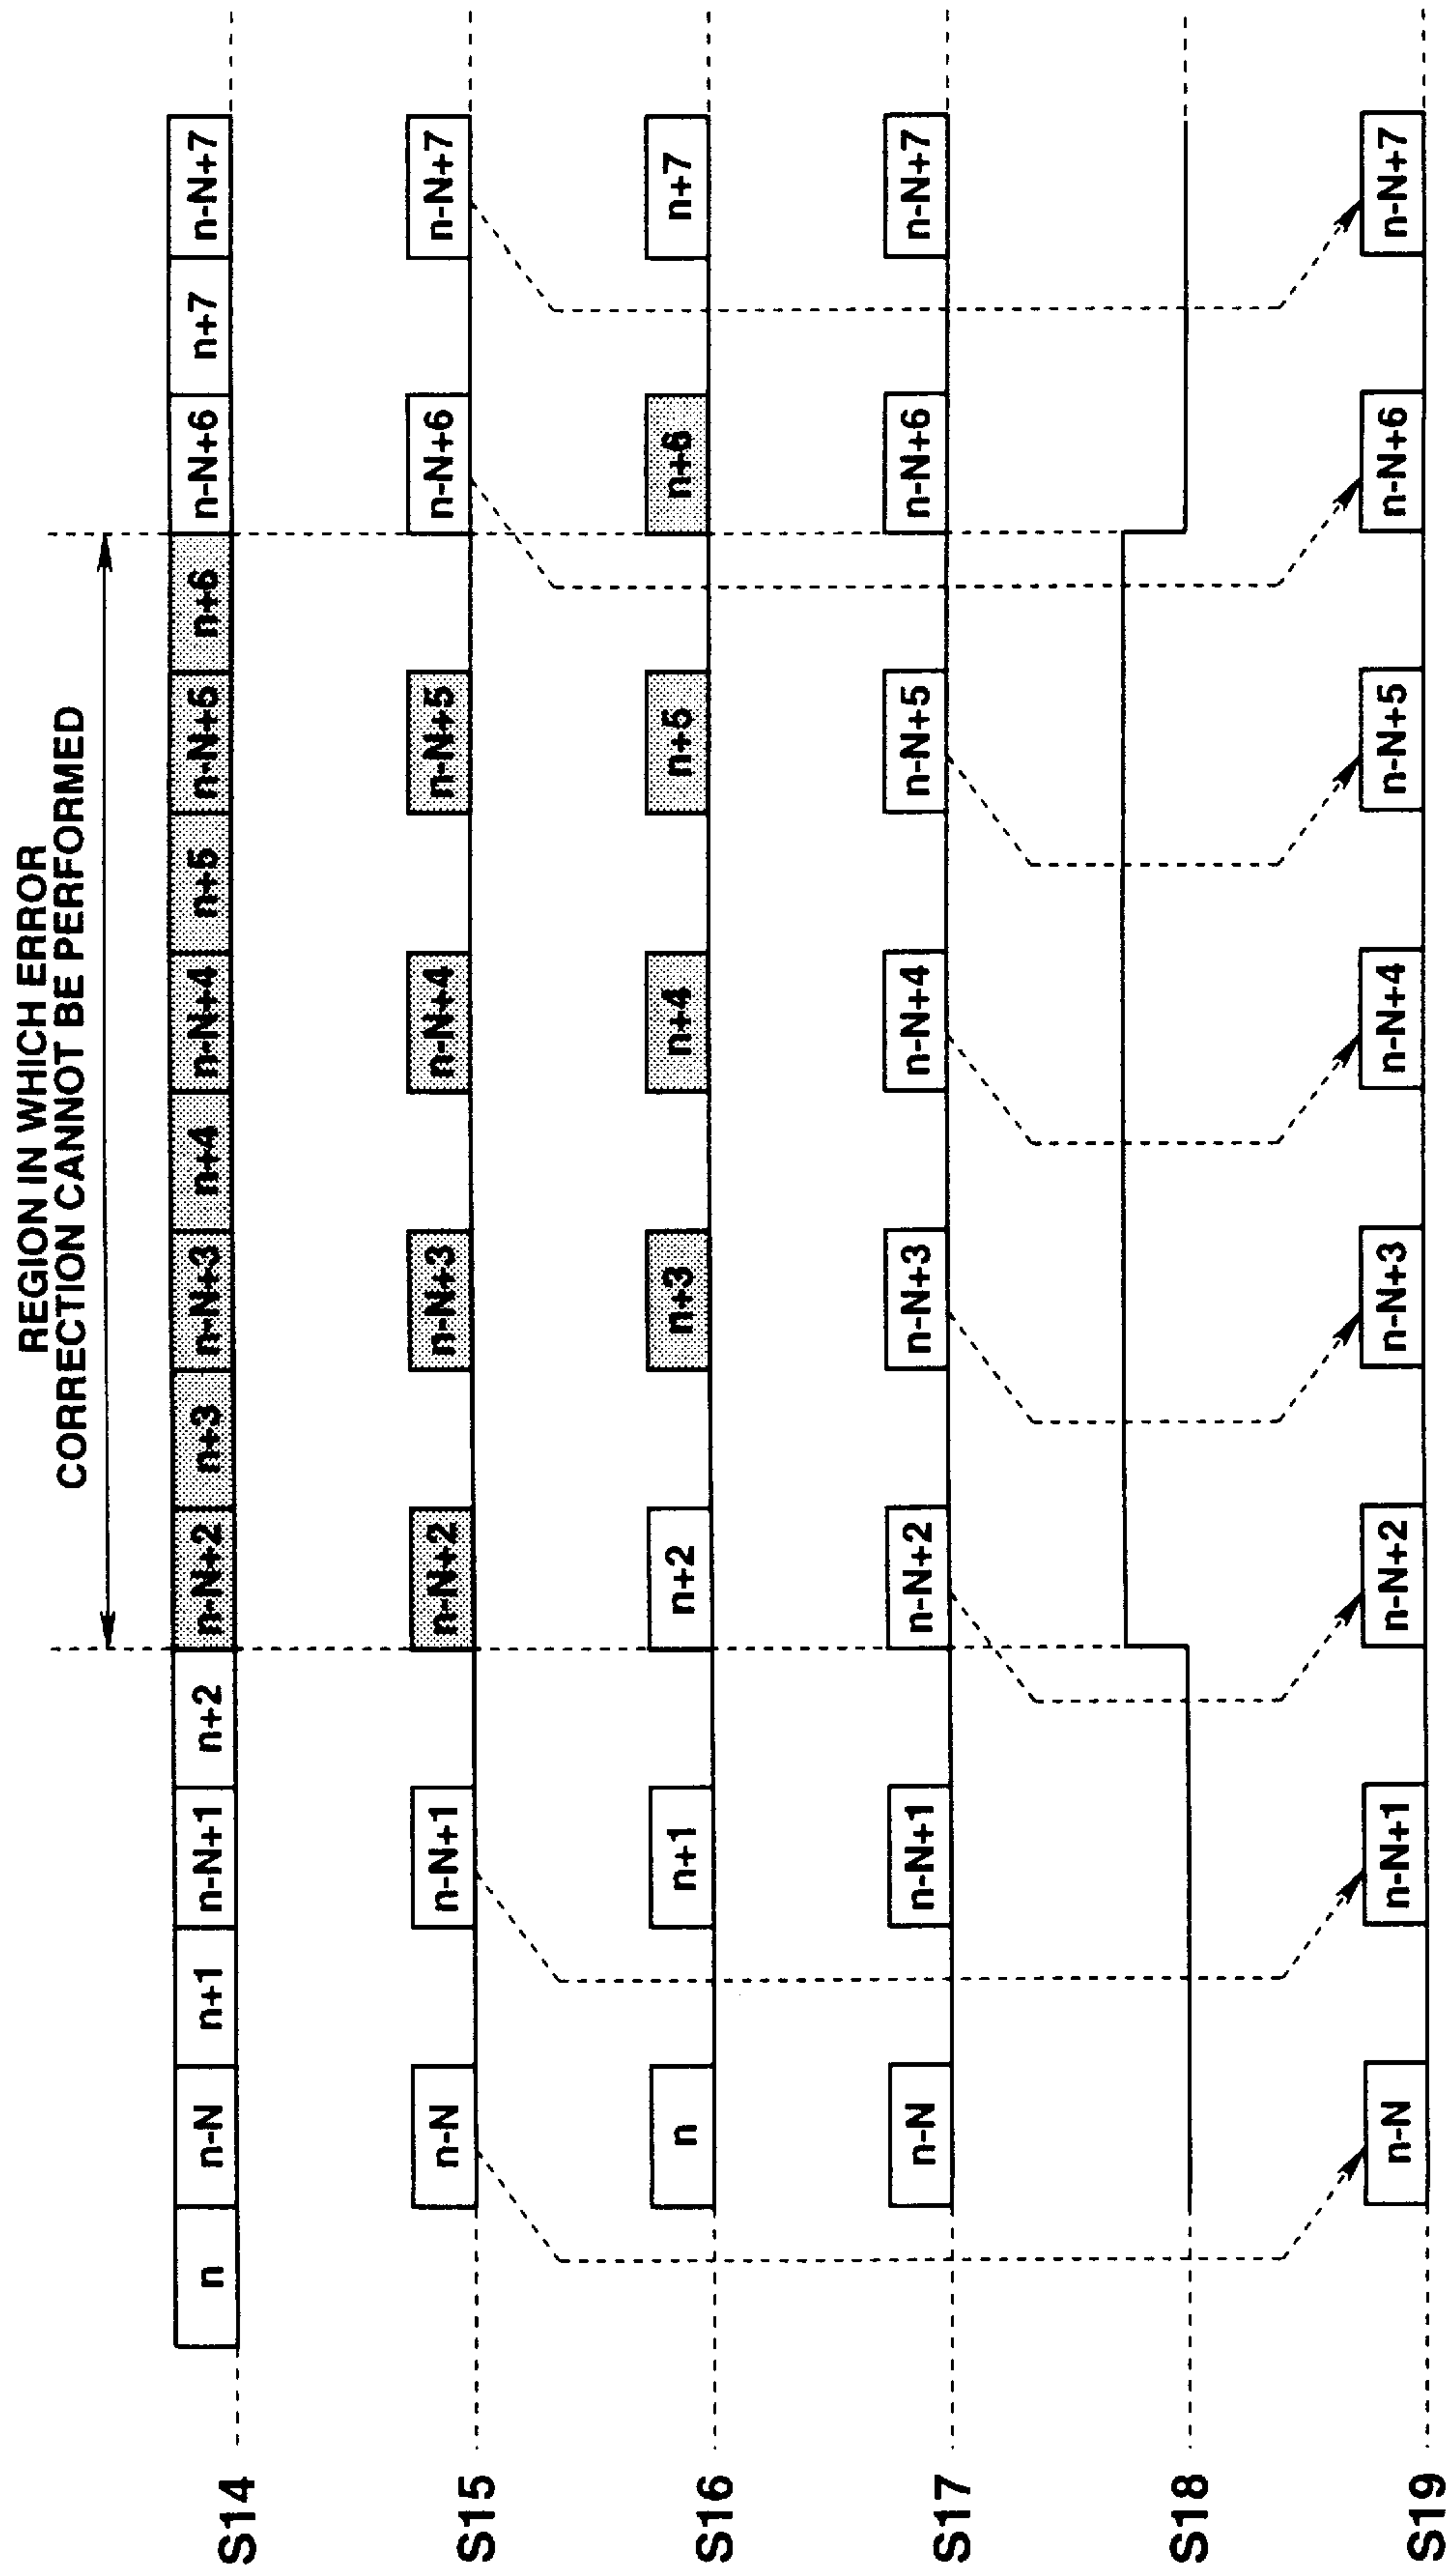 REGION IN WHICH ERROR
CORRECTION CANNOT BE PERFORMED
S14 n n-N n+1 n-N+1 n+2 n-N+2 n+3 n-N+3 n+4 n-N+4 n+5 n-N+6 n+6 n-N+6 n+7 n-N+7
S15 n-N n-N+1 n-N+2 n-N+3 n-N+4 n-N+5 n-N+6 n-N+7
S16 n n+1 n+2 n+3 n+4 n+5 n+6 n+7
S17 n-N n-N+1 n-N+2 n-N+3 n-N+4 n-N+5 n-N+6 n-N+7
S18
S19 n-N n-N+1 n-N+2 n-N+3 n-N+4 n-N+5 n-N+6 n-N+7